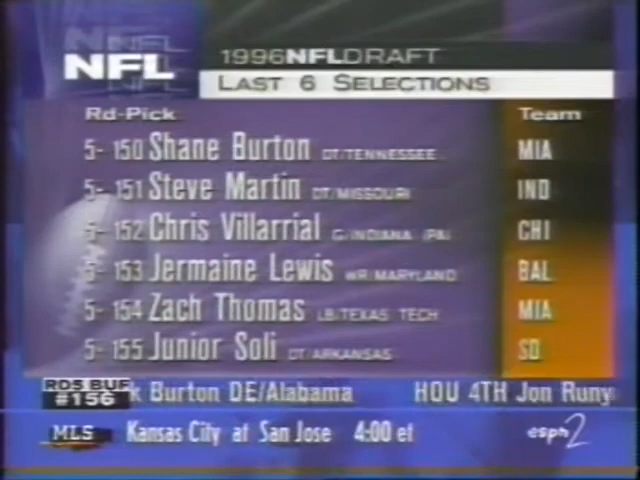 NFL
1996NFLDRAFT
LAST 6 SELECTIONS
Rd-Pick Team
5- 150 Shane Burton DT/TENNESSEE MIA
5- 151 Steve Martin DT/MISSOURI IND
5- 152 Chris Villarrial G/INDIANA (PA) CHI
5- 153 Jermaine Lewis WR/MARYLAND BAL
5- 154 Zach Thomas LB-TEXAS TECH MIA
5- 155 Junior Soli DT/ARKANSAS SD
RDS BUF
#156 k Burton DE/Alabama HOU 4TH Jon Runy
MLS Kansas City at San Jose 4:00 et espn2